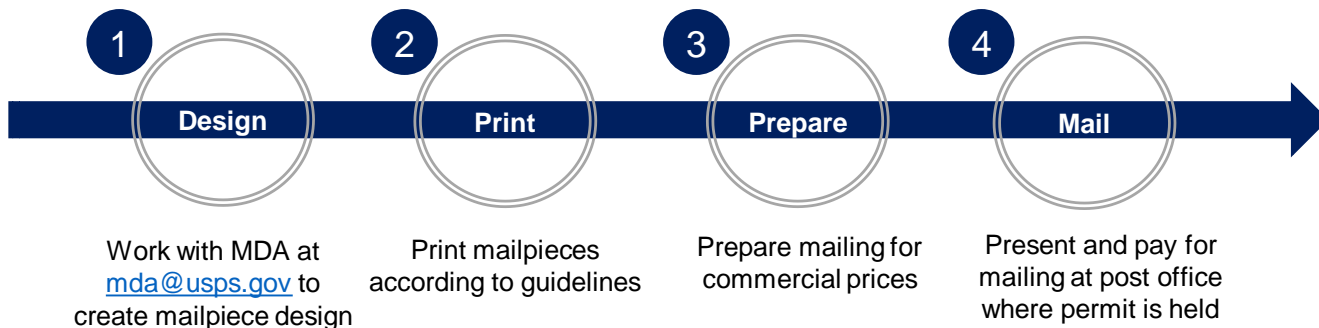 1
Design
Work with MDA at
mda@usps.gov to
create mailpiece design
2
Print
Print mailpieces
according to guidelines
3
Prepare
Prepare mailing for
commercial prices
4
Mail
Present and pay for
mailing at post office
where permit is held